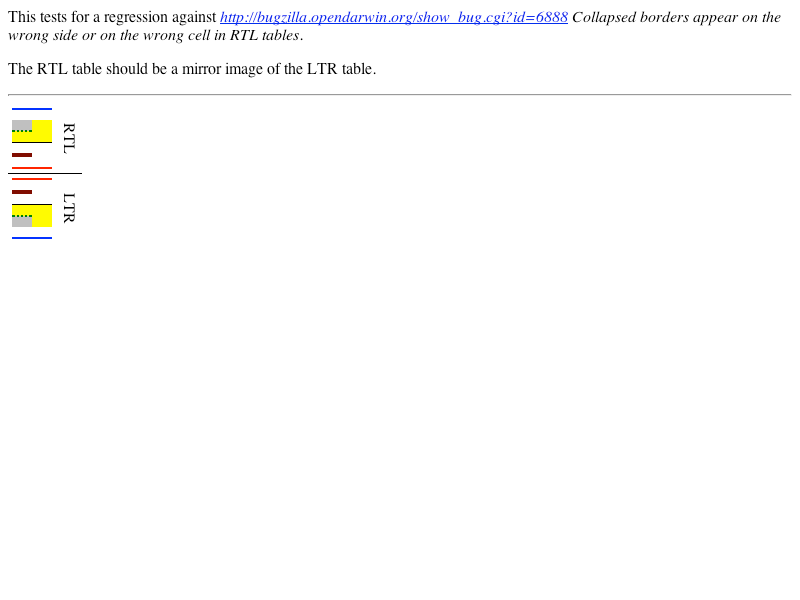 This tests for a regression against http://bugzilla.opendarwin.org/show_bug.cgi?id=6888 Collapsed borders appear on the
wrong side or on the wrong cell in RTL tables.
The RTL table should be a mirror image of the LTR table.
RTL
LTR